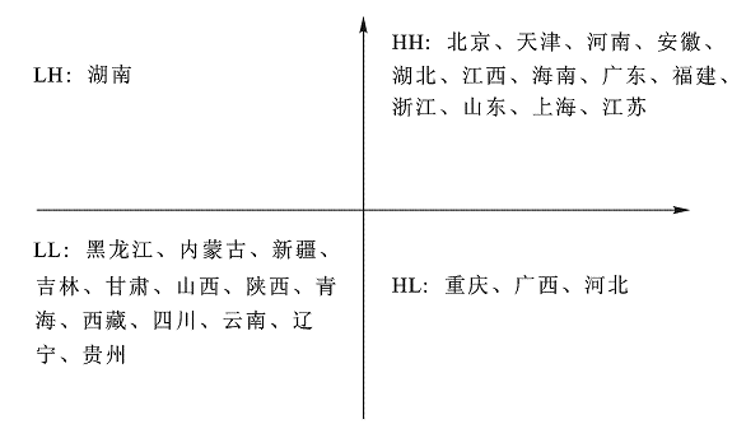 LH: 湖南
HH: 北京、天津、河南、安徽、
湖北、江西、海南、广东、福建、
浙江、山东、上海、江苏
LL: 黑龙江、内蒙古、新疆、
吉林、甘肃、山西、陕西、青
海、西藏、四川、云南、辽
宁、贵州
HL: 重庆、广西、河北